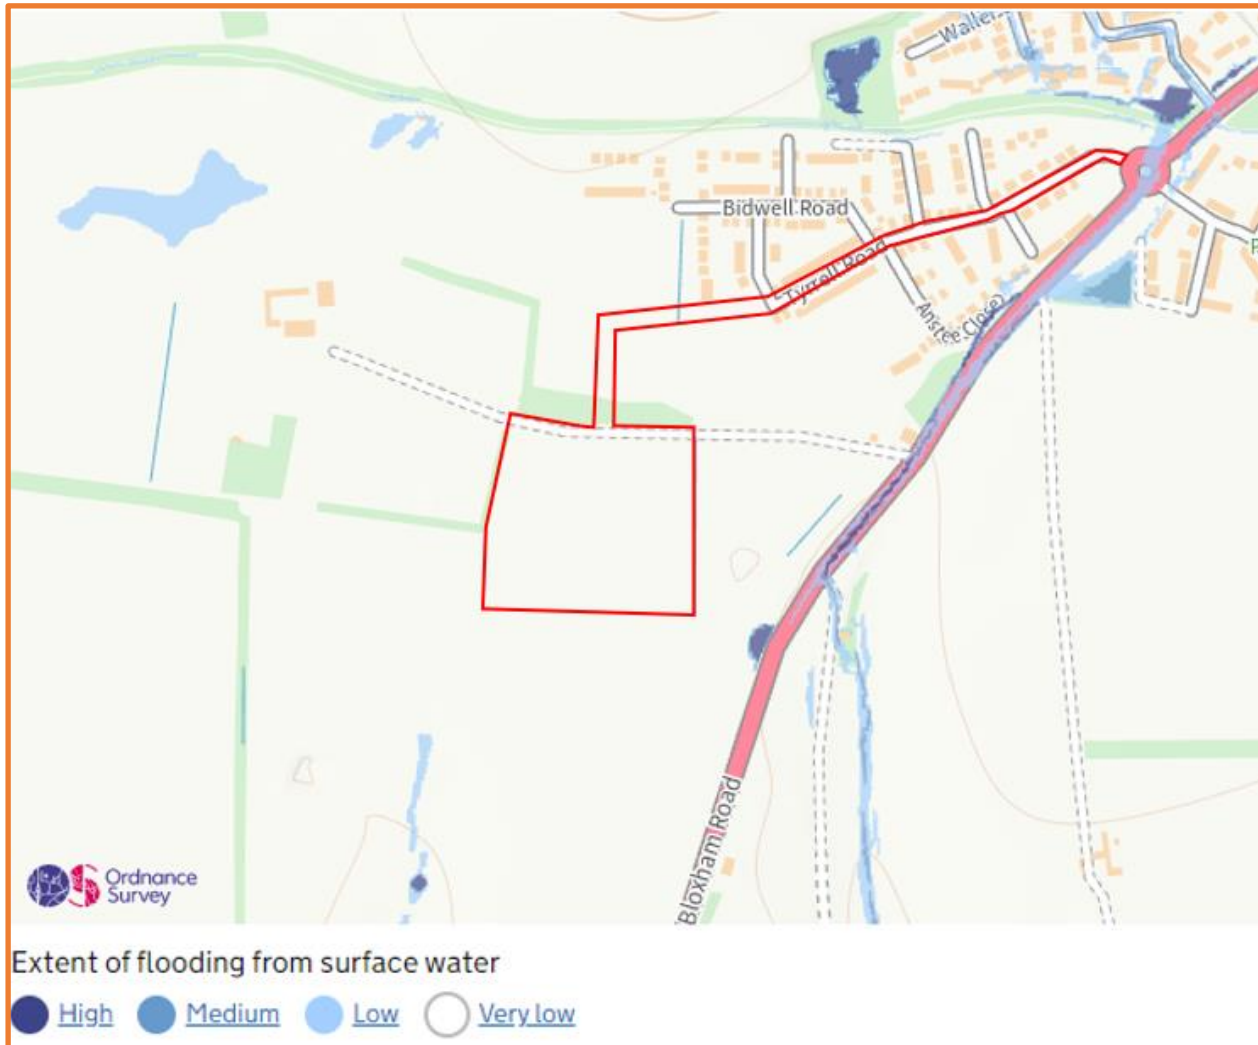 Waller
Bidwell Road
Tyrrell Road
Anstee Close
Bloxham Road
Ordnance
Survey
Extent of flooding from surface water
High Medium Low Very low